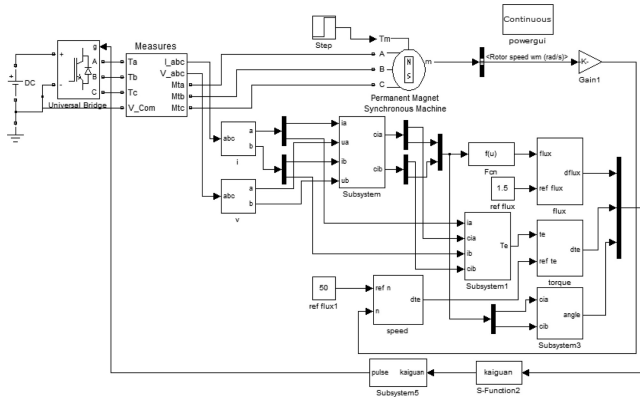 Continuous
powergui
Step
Tm
A
B
C
m
N
S
Permanent Magnet
Synchronous Machine
<Rotor speed wm (rad/s)>
-K-
Gain1
DC
+
-
g
A
B
C
Universal Bridge
Measures
Ta
Tb
Tc
V_Com
I_abc
V_abc
Mta
Mtb
Mtc
abc
a
b
i
abc
a
b
v
ia
ua
ib
ub
cia
cib
Subsystem
f(u)
Fcn
1.5
ref flux
flux
ref flux
dflux
flux
ia
cia
ib
cib
Te
Subsystem1
te
ref te
dte
torque
50
ref flux1
ref n
n
dte
speed
cia
cib
angle
Subsystem3
pulse
kaiguan
Subsystem5
kaiguan
S-Function2